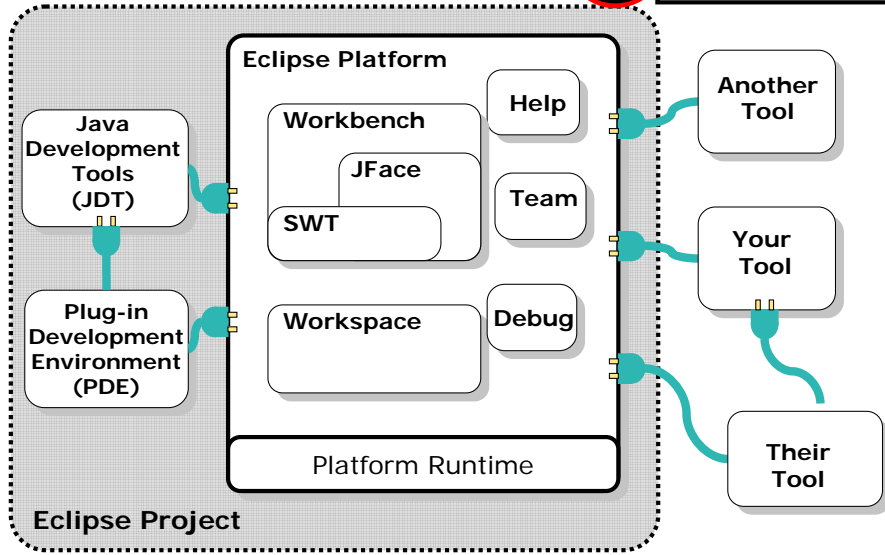 Eclipse Platform
Java
Development
Tools
(JDT)
Plug-in
Development
Environment
(PDE)
Workbench
JFace
SWT
Workspace
Help
Team
Debug
Platform Runtime
Another
Tool
Your
Tool
Their
Tool
Eclipse Project